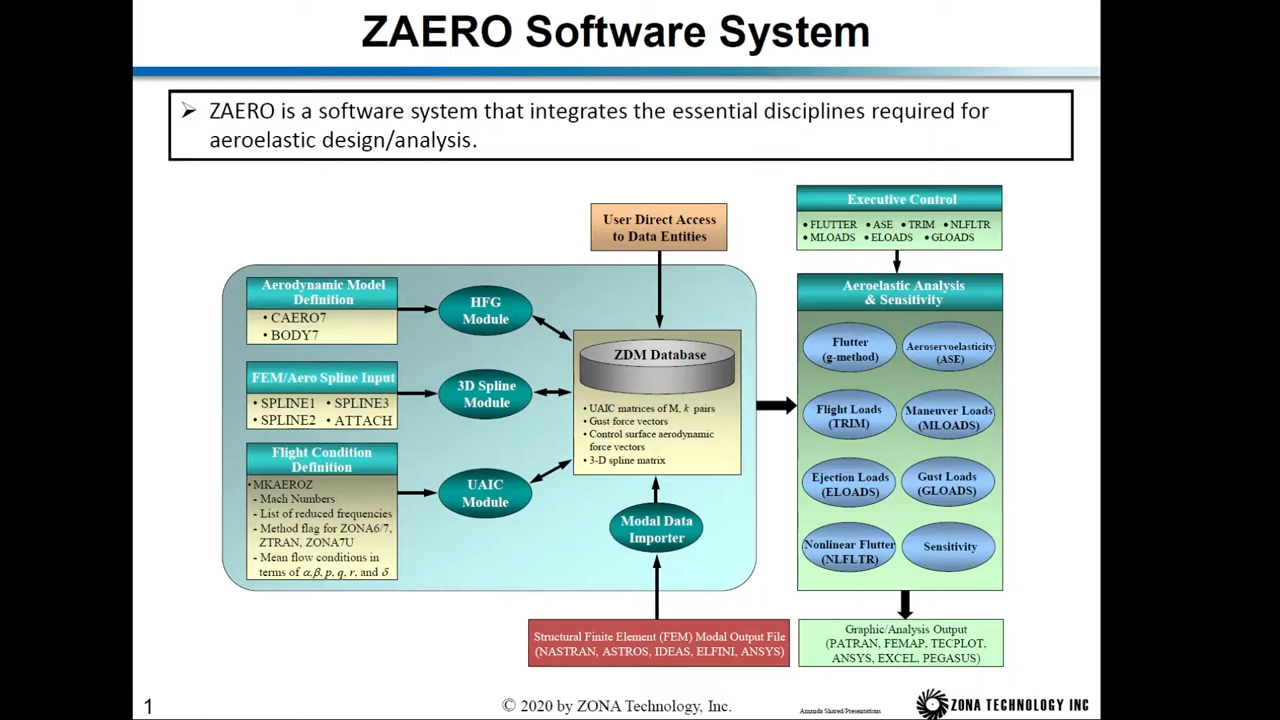 ZAERO Software System
➢ ZAERO is a software system that integrates the essential disciplines required for
aeroelastic design/analysis.
User Direct Access
to Data Entities
Executive Control
• FLUTTER • ASE • TRIM • NLFLTR
• MLOADS • ELOADS • GLOADS
Aerodynamic Model
Definition
• CAERO7
• BODY7
HFG
Module
FEM/Aero Spline Input
• SPLINE1 • SPLINE3
• SPLINE2 • ATTACH
3D Spline
Module
Flight Condition
Definition
• MKAEROZ
- Mach Numbers
- List of reduced frequencies
- Method flag for ZONA6/7,
ZTRAN, ZONA7U
- Mean flow conditions in
terms of α,β, p, q, r, and δ
UAIC
Module
ZDM Database
• UAIC matrices of M, k pairs
• Gust force vectors
• Control surface aerodynamic
force vectors
• 3-D spline matrix
Modal Data
Importer
Structural Finite Element (FEM) Modal Output File
(NASTRAN, ASTROS, IDEAS, ELFINI, ANSYS)
Aeroelastic Analysis
& Sensitivity
Flutter
(g-method)
Aeroservoelasticity
(ASE)
Flight Loads
(TRIM)
Maneuver Loads
(MLOADS)
Ejection Loads
(ELOADS)
Gust Loads
(GLOADS)
Nonlinear Flutter
(NLFLTR)
Sensitivity
Graphic/Analysis Output
(PATRAN, FEMAP, TECPLOT,
ANSYS, EXCEL, PEGASUS)
1
© 2020 by ZONA Technology, Inc.
Amanda Shared/Presentations
ZONA TECHNOLOGY INC